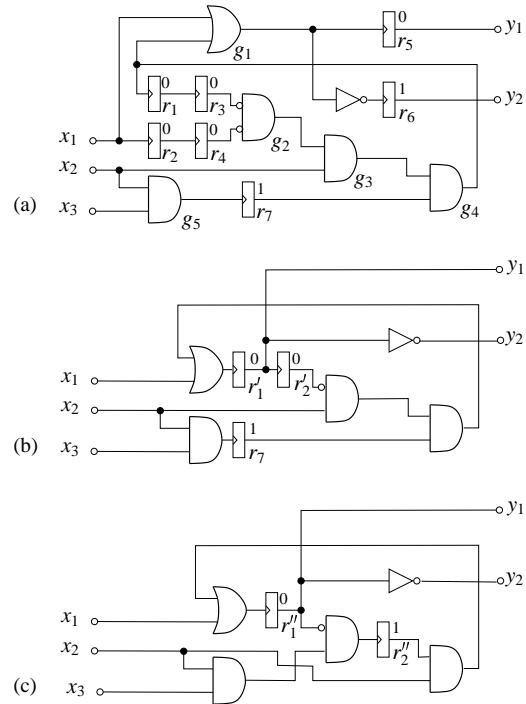 0
y1
r5
g1
0
0
1
y2
r1
r3
r6
x1
0
0
g2
r2
r4
x2
g3
1
(a)
x3
g5
r7
g4
y1
y2
0
0
x1
r′1
r′2
x2
1
x3
(b)
r7
y1
0
y2
x1
r″1
1
x2
r″2
x3
(c)